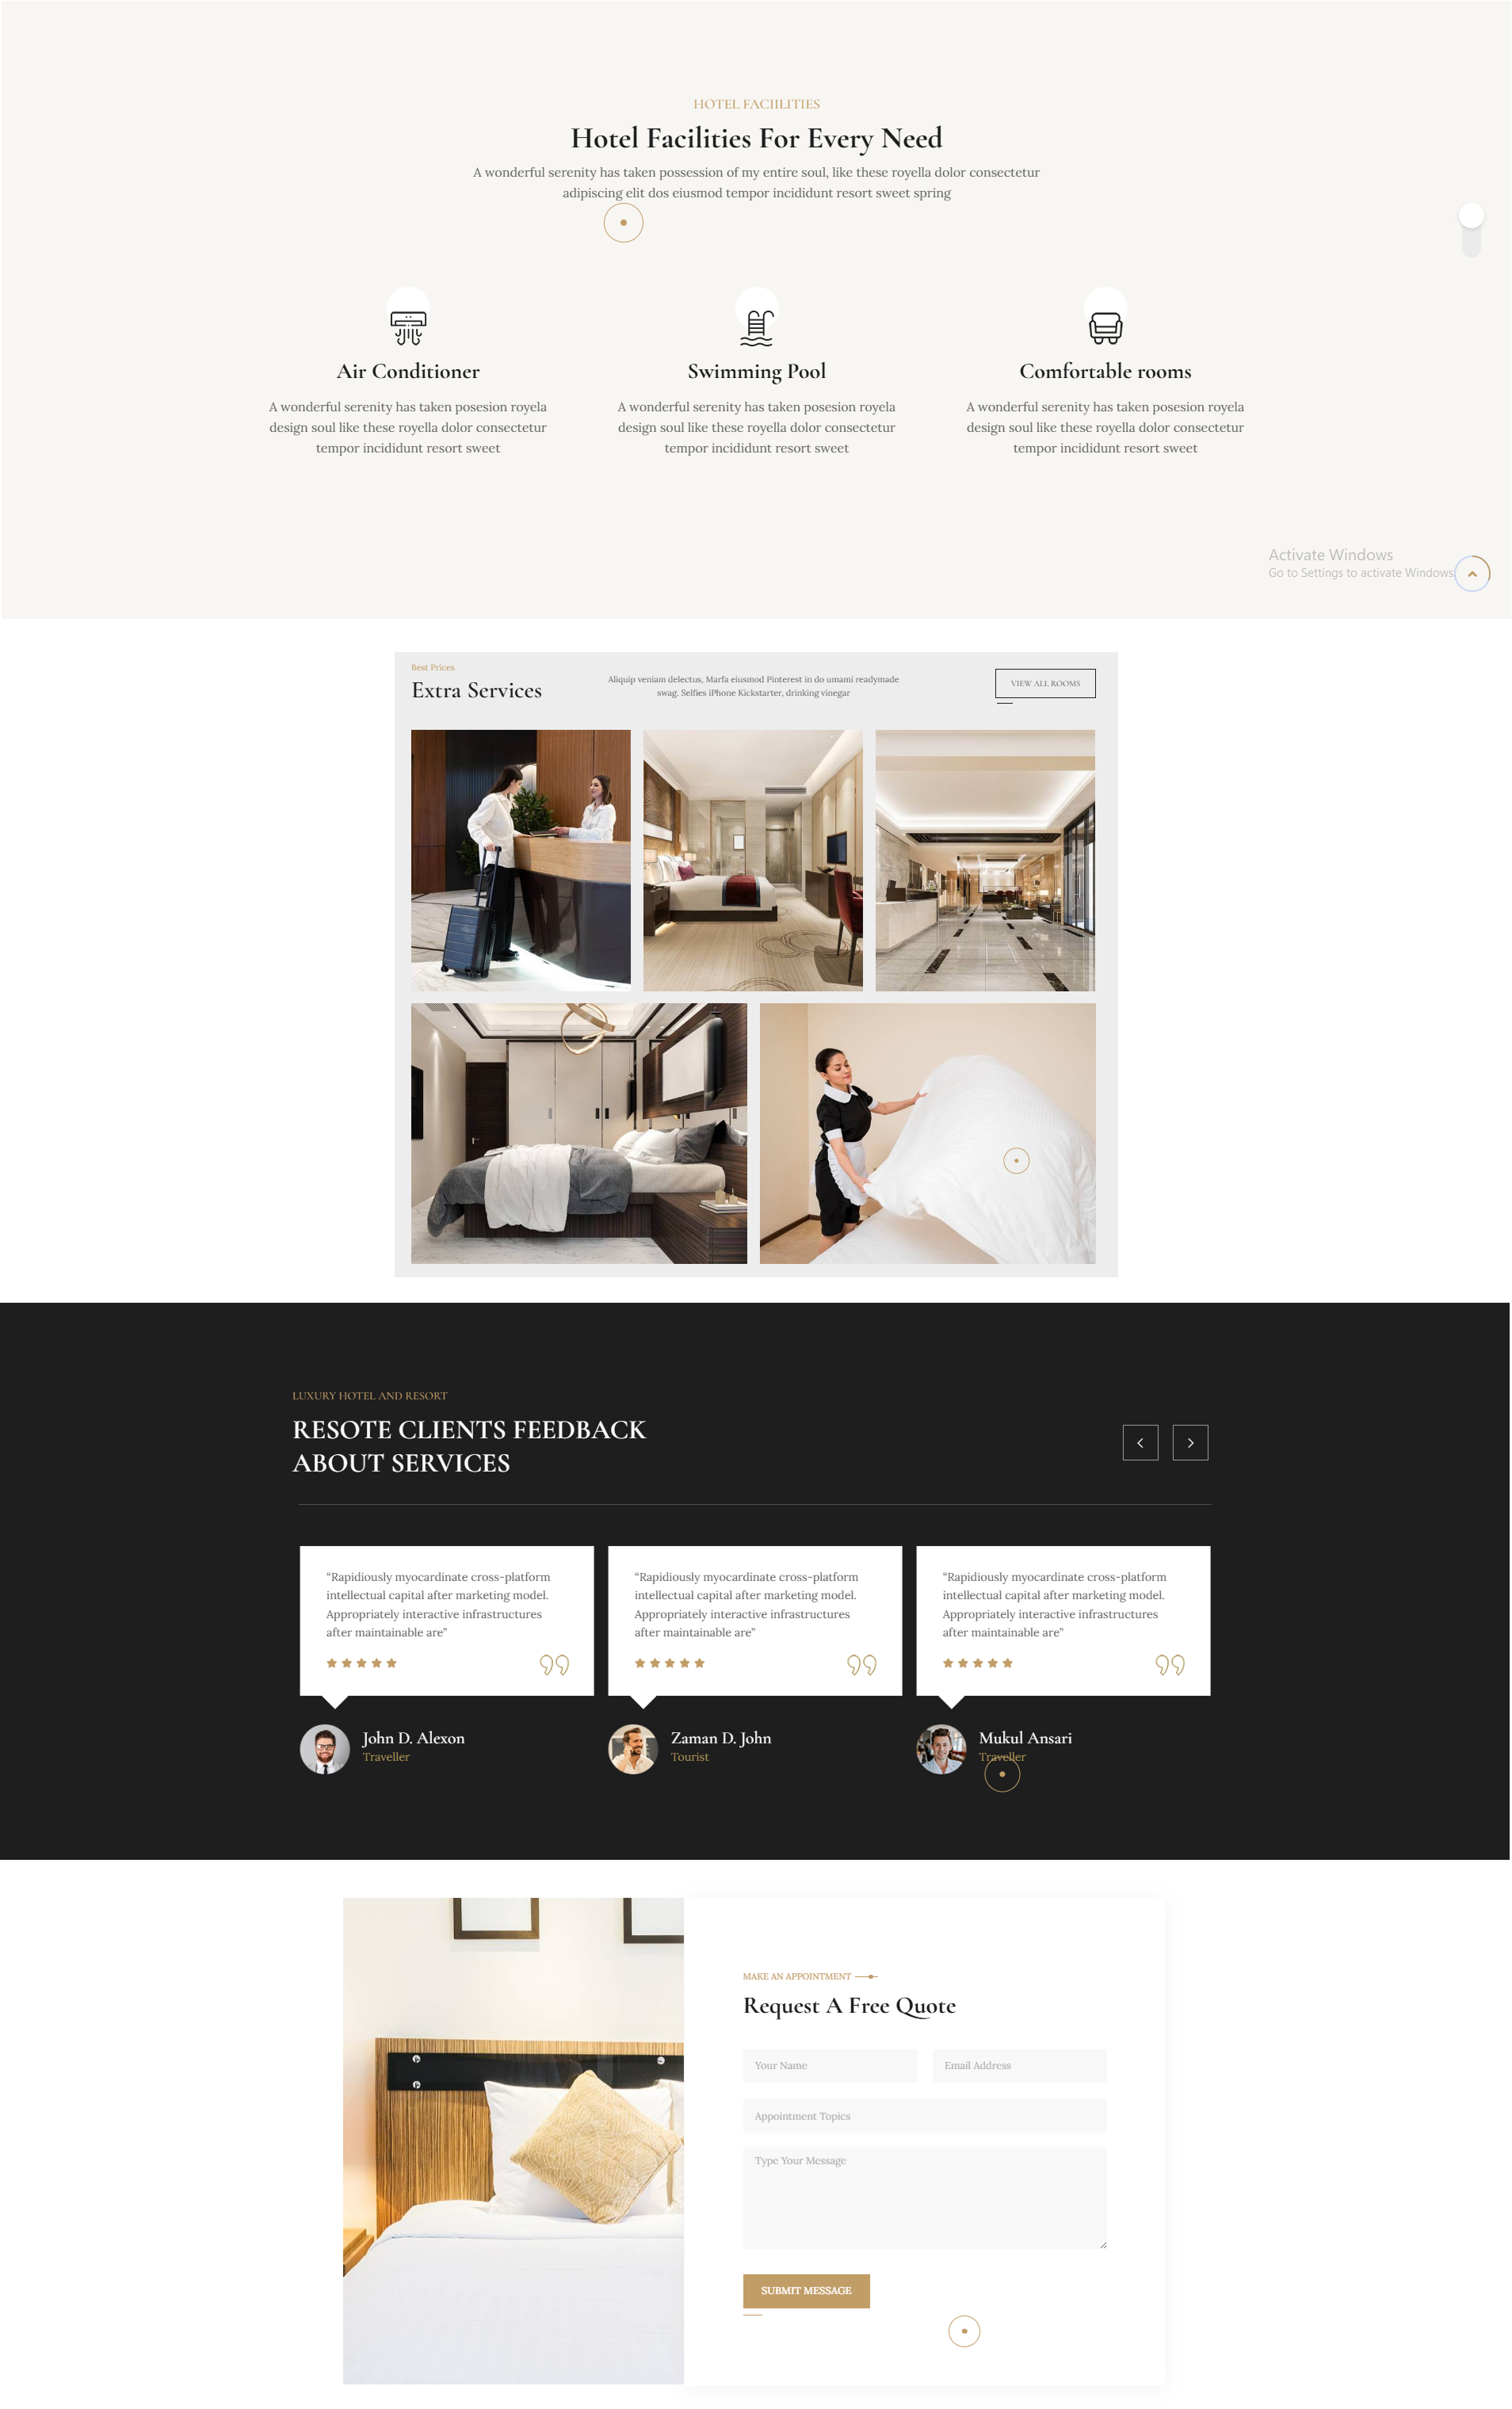 HOTEL FACIILITIES
Hotel Facilities For Every Need
A wonderful serenity has taken possession of my entire soul, like these royella dolor consectetur
adipiscing elit dos eiusmod tempor incididunt resort sweet spring
Air Conditioner
A wonderful serenity has taken posesion royela
design soul like these royella dolor consectetur
tempor incididunt resort sweet
Swimming Pool
A wonderful serenity has taken posesion royela
design soul like these royella dolor consectetur
tempor incididunt resort sweet
Comfortable rooms
A wonderful serenity has taken posesion royela
design soul like these royella dolor consectetur
tempor incididunt resort sweet
Activate Windows
Go to Settings to activate Windows.
Best Prices
Extra Services
Aliquip veniam delectus, Marfa eiusmod Pinterest in do umami readymade
swag. Selfies iPhone Kickstarter, drinking vinegar
VIEW ALL ROOMS
LUXURY HOTEL AND RESORT
RESOTE CLIENTS FEEDBACK
ABOUT SERVICES
“Rapidiously myocardinate cross-platform
intellectual capital after marketing model.
Appropriately interactive infrastructures
after maintainable are”
John D. Alexon
Traveller
“Rapidiously myocardinate cross-platform
intellectual capital after marketing model.
Appropriately interactive infrastructures
after maintainable are”
Zaman D. John
Tourist
“Rapidiously myocardinate cross-platform
intellectual capital after marketing model.
Appropriately interactive infrastructures
after maintainable are”
Mukul Ansari
Traveller
MAKE AN APPOINTMENT
Request A Free Quote
Your Name
Email Address
Appointment Topics
Type Your Message
SUBMIT MESSAGE